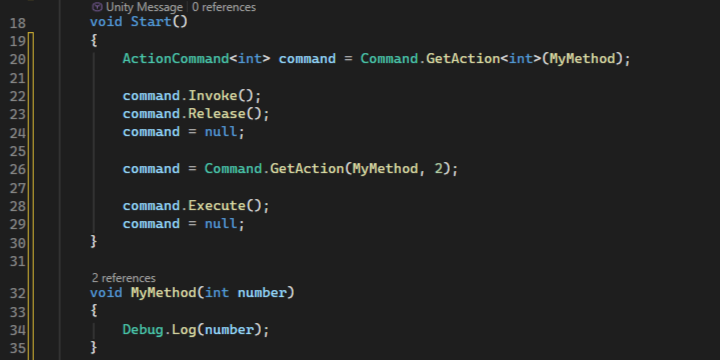 Unity Message | 0 references
18 void Start()
19 {
20 ActionCommand<int> command = Command.GetAction<int>(MyMethod);
21
22 command.Invoke();
23 command.Release();
24 command = null;
25
26 command = Command.GetAction(MyMethod, 2);
27
28 command.Execute();
29 command = null;
30 }
31
2 references
32 void MyMethod(int number)
33 {
34 Debug.Log(number);
35 }